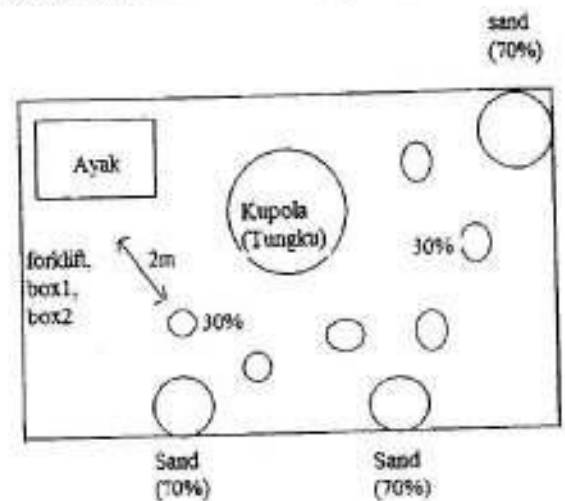 sand
(70%)
Ayak
Kupola
(Tungku)
30%
forklift,
box1,
box2
2m
30%
Sand
(70%)
Sand
(70%)